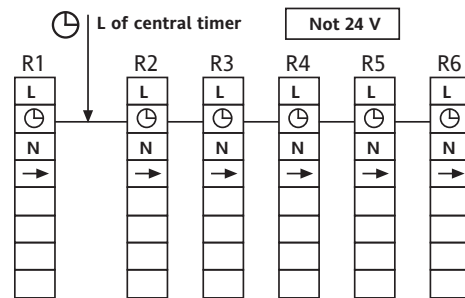 L of central timer
Not 24 V
R1 R2 R3 R4 R5 R6
L L L L L L
N N N N N N